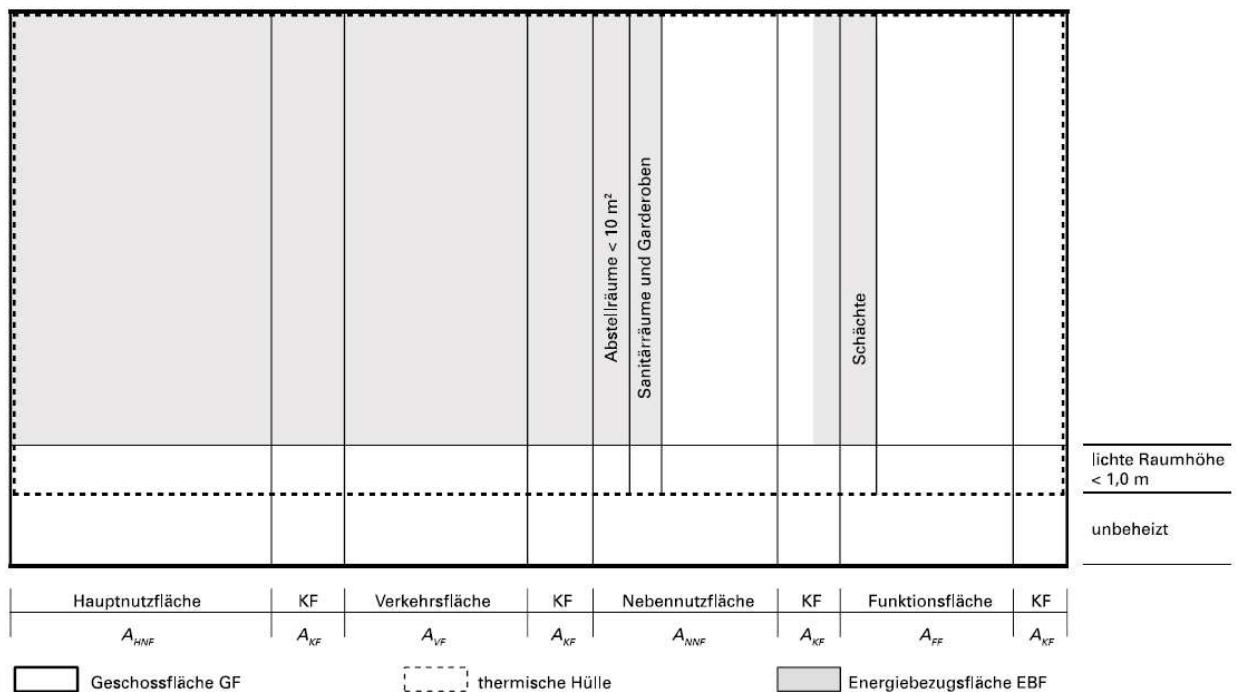 Abstellräume < 10 m²
Sanitärräume und Garderoben
Schächte
lichte Raumhöhe
< 1,0 m
unbeheizt
Hauptnutzfläche KF Verkehrsfläche KF Nebennutzfläche KF Funktionsfläche KF
A_HNF A_KF A_VF A_KF A_NNF A_KF A_FF A_KF
Geschossfläche GF thermische Hülle Energiebezugsfläche EBF